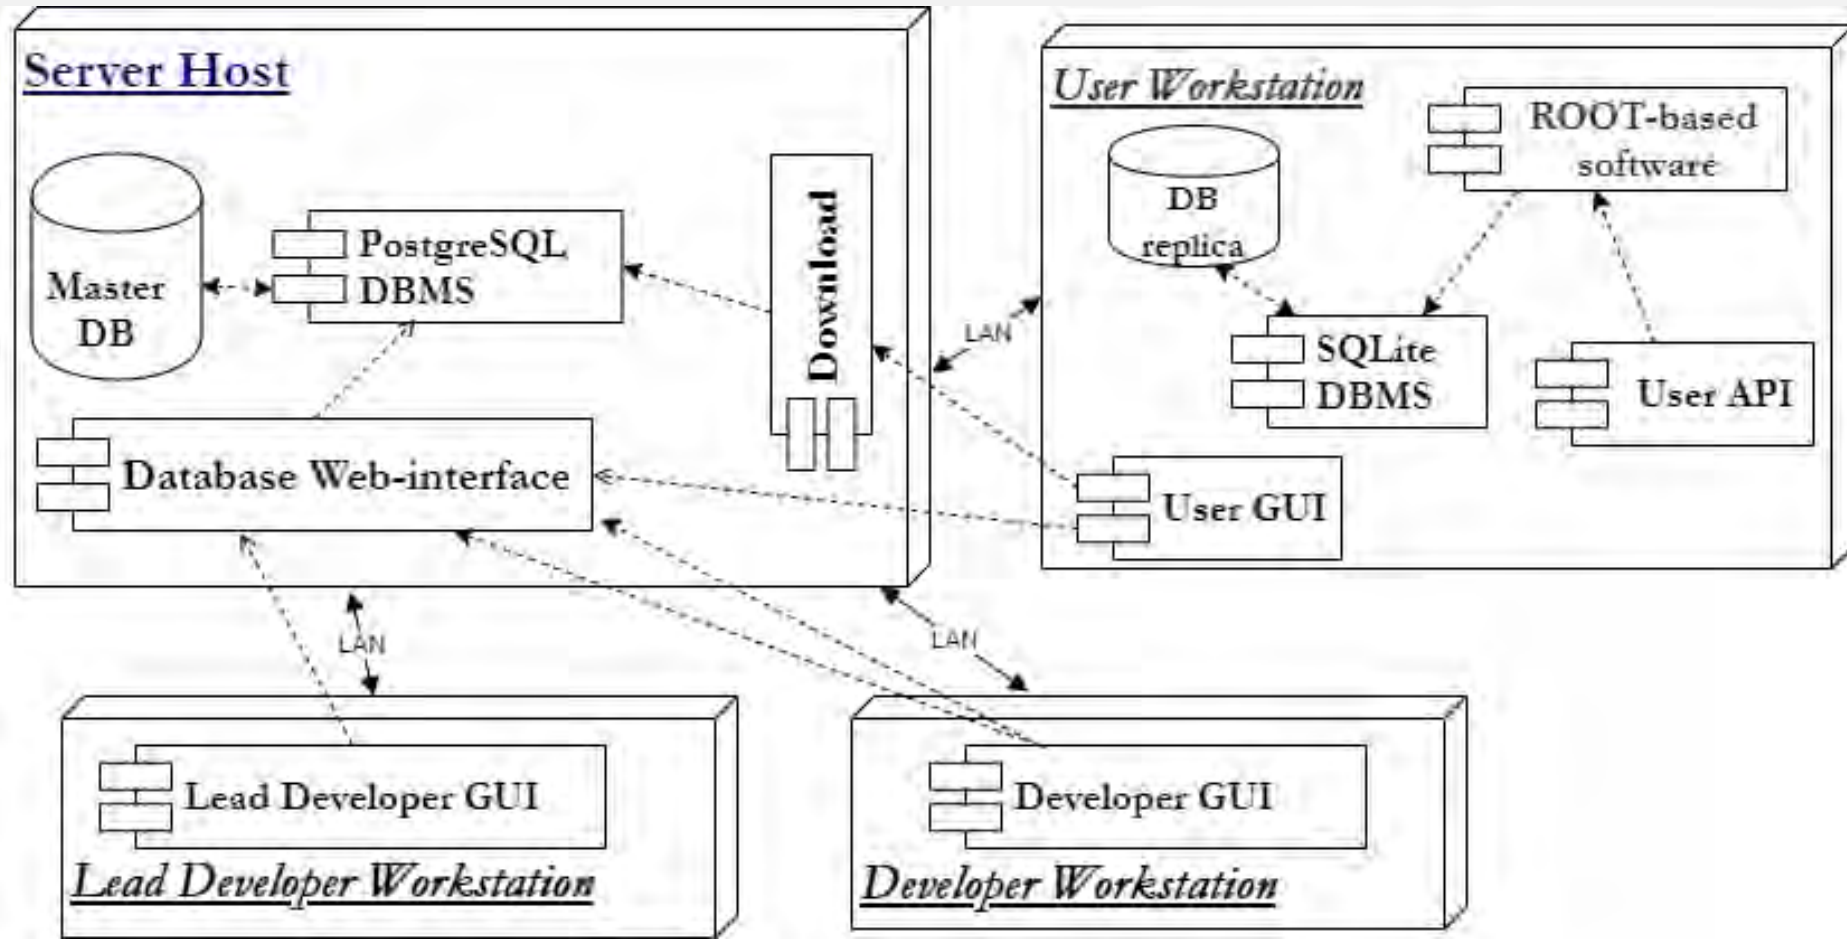 Server Host
Master
DB
PostgreSQL
DBMS
Download
Database Web-interface
LAN
User Workstation
DB
replica
ROOT-based
software
SQLite
DBMS
User API
User GUI
LAN
LAN
Lead Developer GUI
Lead Developer Workstation
Developer GUI
Developer Workstation